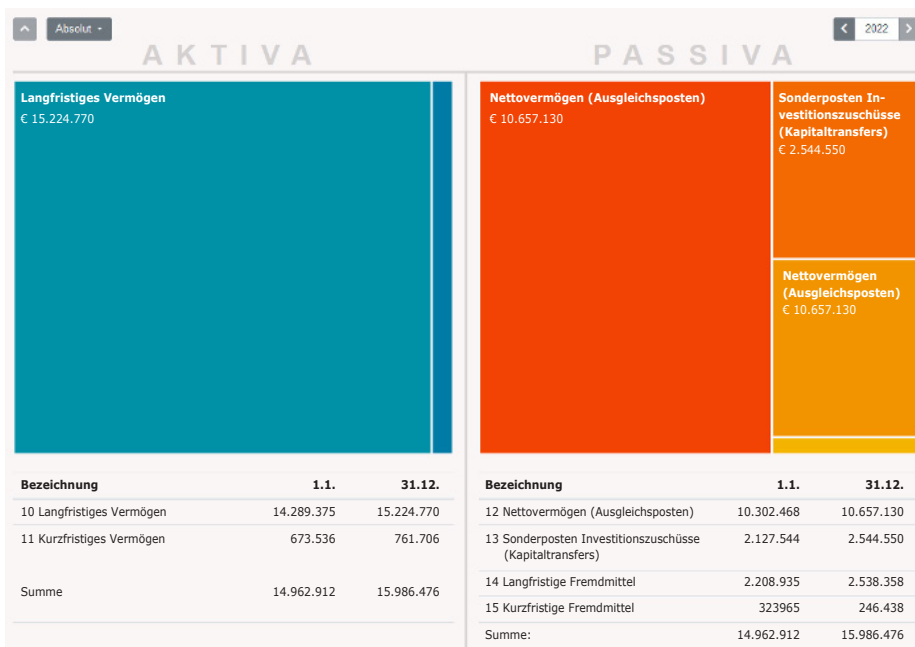 Absolut
2022
AKTIVA
PASSIVA
Langfristiges Vermögen
€ 15.224.770
Nettovermögen (Ausgleichsposten)
€ 10.657.130
Sonderposten In-
vestitionszuschüsse
(Kapitaltransfers)
€ 2.544.550
Nettovermögen
(Ausgleichsposten)
€ 10.657.130
Bezeichnung 1.1. 31.12.
10 Langfristiges Vermögen 14.289.375 15.224.770
11 Kurzfristiges Vermögen 673.536 761.706
Summe 14.962.912 15.986.476
Bezeichnung 1.1. 31.12.
12 Nettovermögen (Ausgleichsposten) 10.302.468 10.657.130
13 Sonderposten Investitionszuschüsse 2.127.544 2.544.550
(Kapitaltransfers)
14 Langfristige Fremdmittel 2.208.935 2.538.358
15 Kurzfristige Fremdmittel 323965 246.438
Summe: 14.962.912 15.986.476